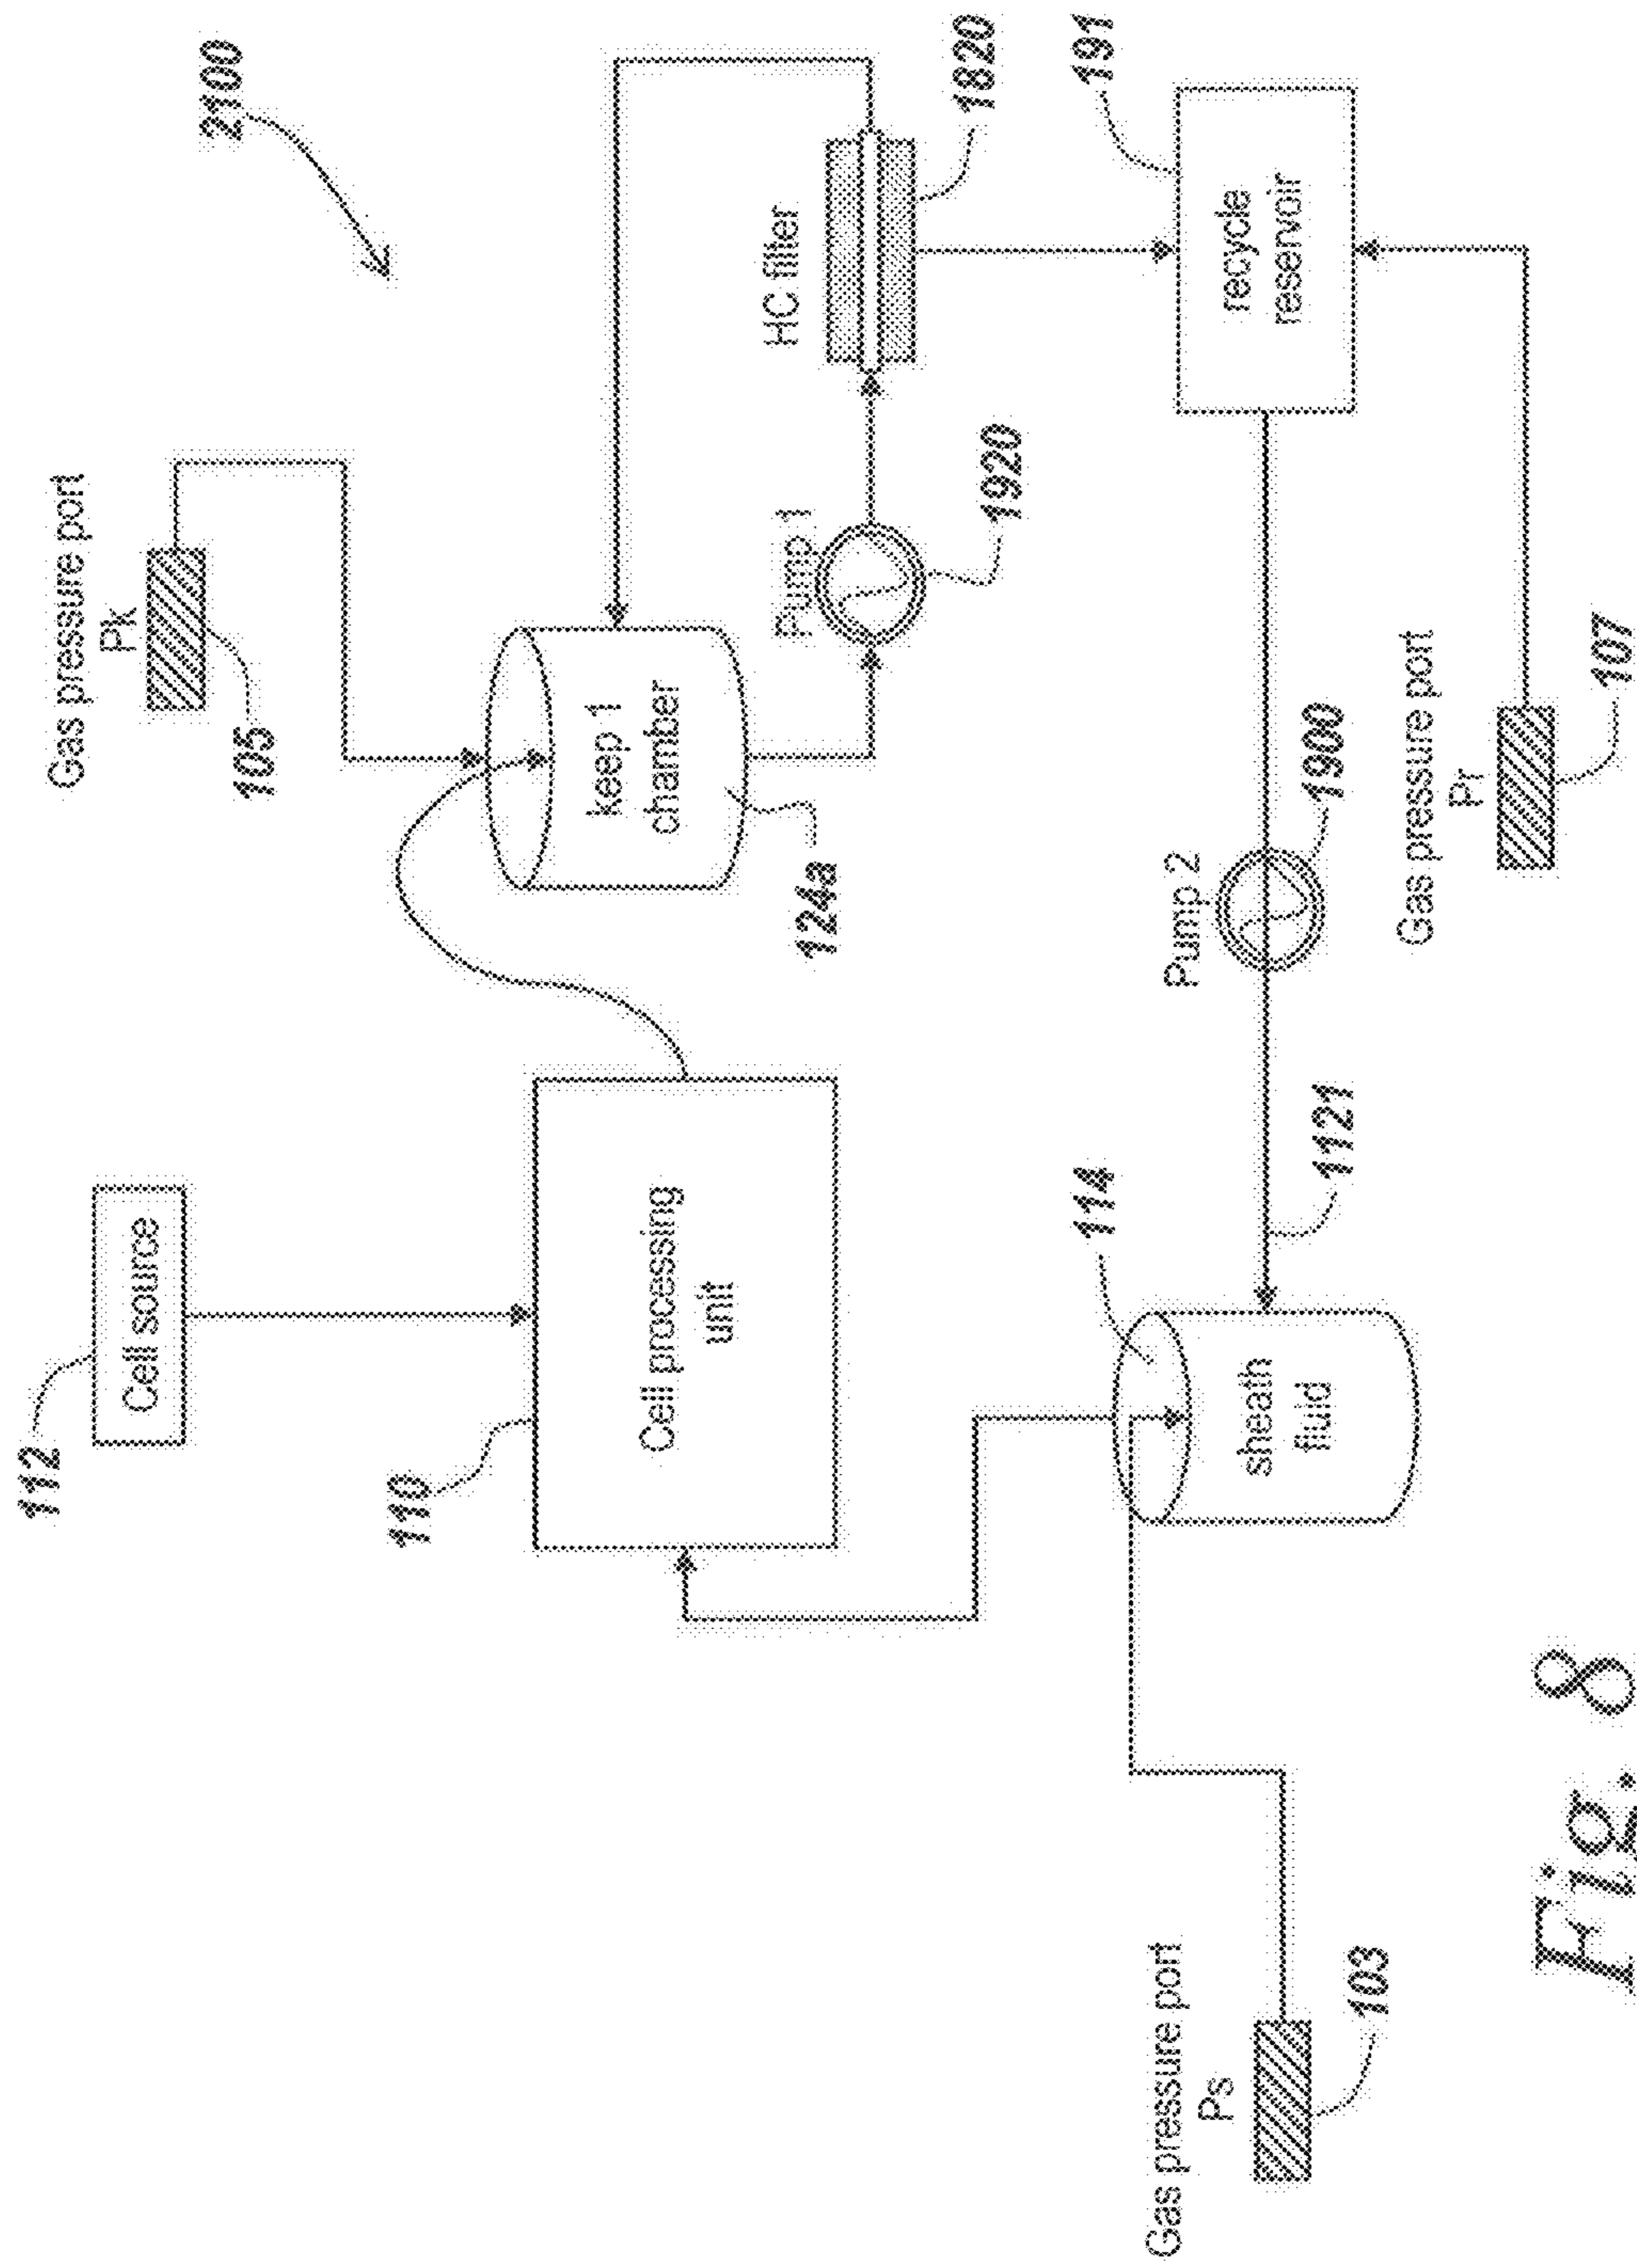 2100
Gas pressure port
Pk
105
112
Cell source
110
Cell processing
unit
keep 1
chamber
124a
Pump 1
1920
HC filter
1820
191
recycle
reservoir
Pump 2
1900
1121
114
sheath
fluid
Gas pressure port
Ps
103
Gas pressure port
Pr
107
Fig. 8